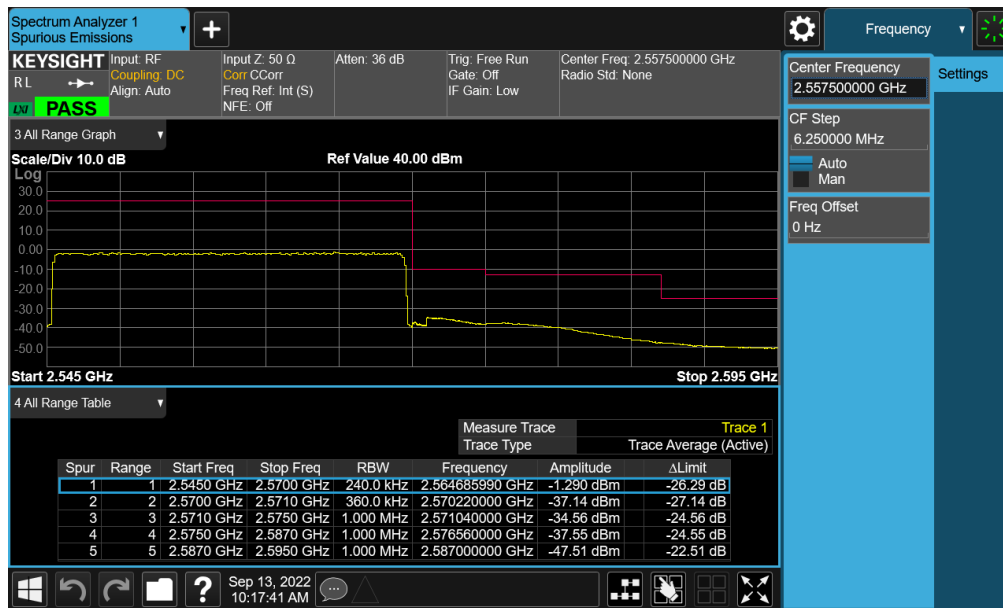 Spectrum Analyzer 1
Spurious Emissions
Frequency
KEYSIGHT
R L
LXI
PASS
Input: RF
Coupling: DC
Align: Auto
Input Z: 50 Ω
Corr CCorr
Freq Ref: Int (S)
NFE: Off
Atten: 36 dB
Trig: Free Run
Gate: Off
IF Gain: Low
Center Freq: 2.557500000 GHz
Radio Std: None
Center Frequency
2.557500000 GHz
Settings
CF Step
6.250000 MHz
Auto
Man
Freq Offset
0 Hz
3 All Range Graph
Scale/Div 10.0 dB
Ref Value 40.00 dBm
Log
30.0
20.0
10.0
0.00
-10.0
-20.0
-30.0
-40.0
-50.0
Start 2.545 GHz
Stop 2.595 GHz
4 All Range Table
Measure Trace Trace 1
Trace Type Trace Average (Active)
Spur Range Start Freq Stop Freq RBW Frequency Amplitude ΔLimit
1 1 2.5450 GHz 2.5700 GHz 240.0 kHz 2.564685990 GHz -1.290 dBm -26.29 dB
2 2 2.5700 GHz 2.5710 GHz 360.0 kHz 2.570220000 GHz -37.14 dBm -27.14 dB
3 3 2.5710 GHz 2.5750 GHz 1.000 MHz 2.571040000 GHz -34.56 dBm -24.56 dB
4 4 2.5750 GHz 2.5870 GHz 1.000 MHz 2.576560000 GHz -37.55 dBm -24.55 dB
5 5 2.5870 GHz 2.5950 GHz 1.000 MHz 2.587000000 GHz -47.51 dBm -22.51 dB
Sep 13, 2022
10:17:41 AM